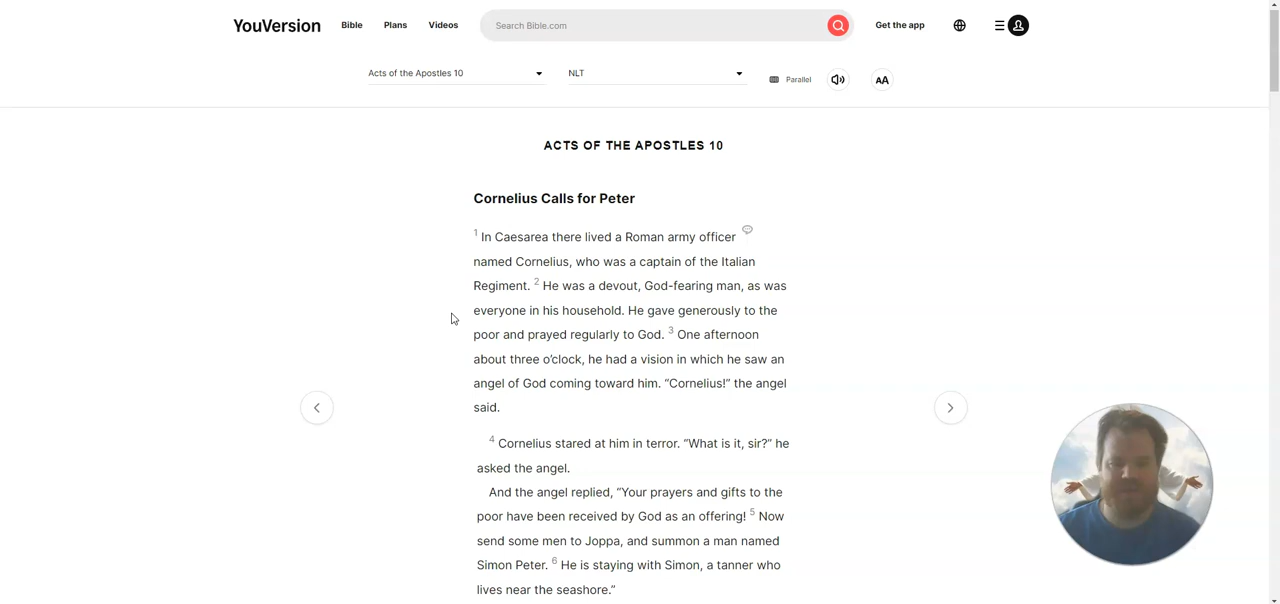 YouVersion Bible Plans Videos Search Bible.com Get the app
Acts of the Apostles 10 NLT Parallel AA
ACTS OF THE APOSTLES 10
Cornelius Calls for Peter
1 In Caesarea there lived a Roman army officer
named Cornelius, who was a captain of the Italian
Regiment. 2 He was a devout, God-fearing man, as was
everyone in his household. He gave generously to the
poor and prayed regularly to God. 3 One afternoon
about three o’clock, he had a vision in which he saw an
angel of God coming toward him. “Cornelius!” the angel
said.
4 Cornelius stared at him in terror. “What is it, sir?” he
asked the angel.
And the angel replied, “Your prayers and gifts to the
poor have been received by God as an offering! 5 Now
send some men to Joppa, and summon a man named
Simon Peter. 6 He is staying with Simon, a tanner who
lives near the seashore.”